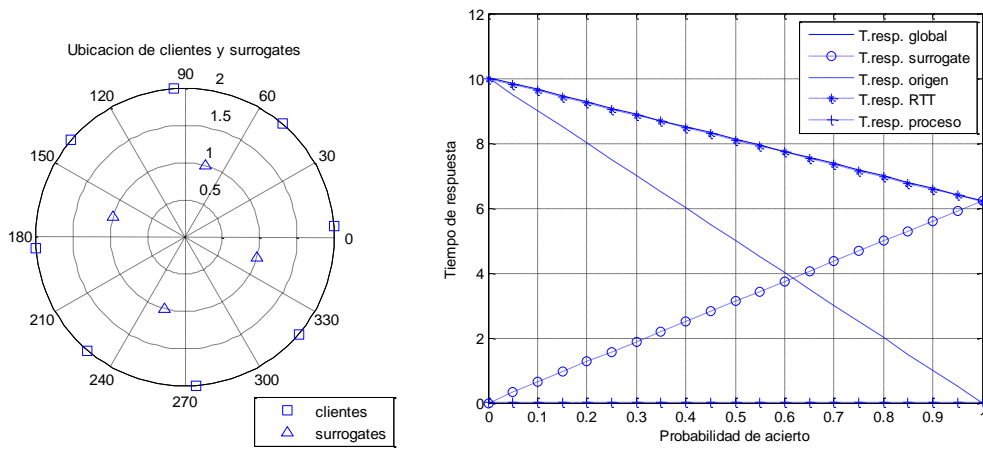 Ubicacion de clientes y surrogates
90
2
120
60
1.5
150
1
30
0.5
180
0
210
330
240
300
270
clientes
surrogates
12
10
8
6
4
2
0
Tiempo de respuesta
T.resp. global
T.resp. surrogate
T.resp. origen
T.resp. RTT
T.resp. proceso
0 0.1 0.2 0.3 0.4 0.5 0.6 0.7 0.8 0.9 1
Probabilidad de acierto